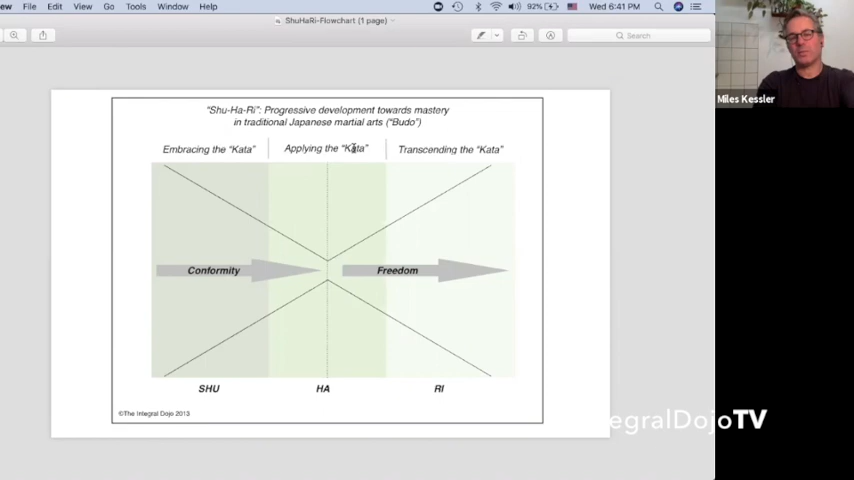 ew File Edit View Go Tools Window Help 92% Wed 6:41 PM
ShuHaRi-Flowchart (1 page)
Search
Miles Kessler
"Shu-Ha-Ri": Progressive development towards mastery
in traditional Japanese martial arts ("Budo")
Embracing the "Kata" Applying the "Kata" Transcending the "Kata"
Conformity Freedom
SHU HA RI
©The Integral Dojo 2013
egralDojoTV